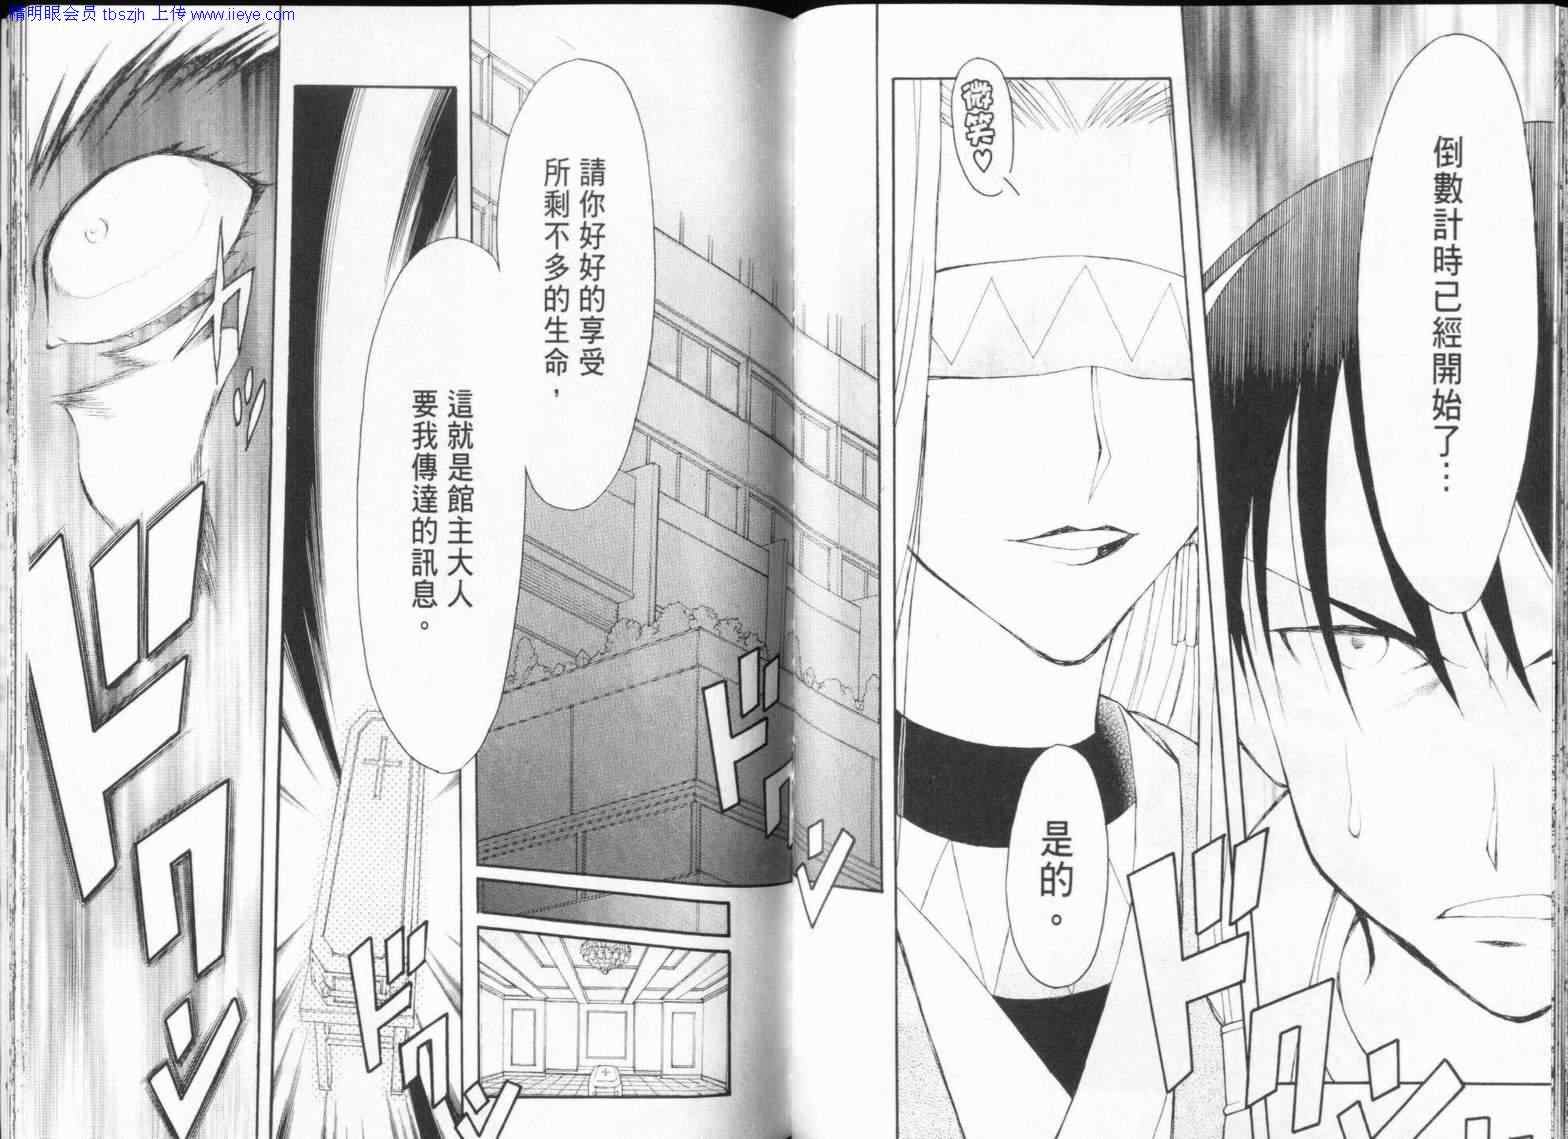 精明眼会员 tbszjh 上传 www.iieye.com
倒數計時已經開始了…
微笑♡
是的。
ドクン
ドクン
請你好好的享受
所剩不多的生命，
這就是館主大人
要我傳達的訊息。
ドクン
カッ
ドクン